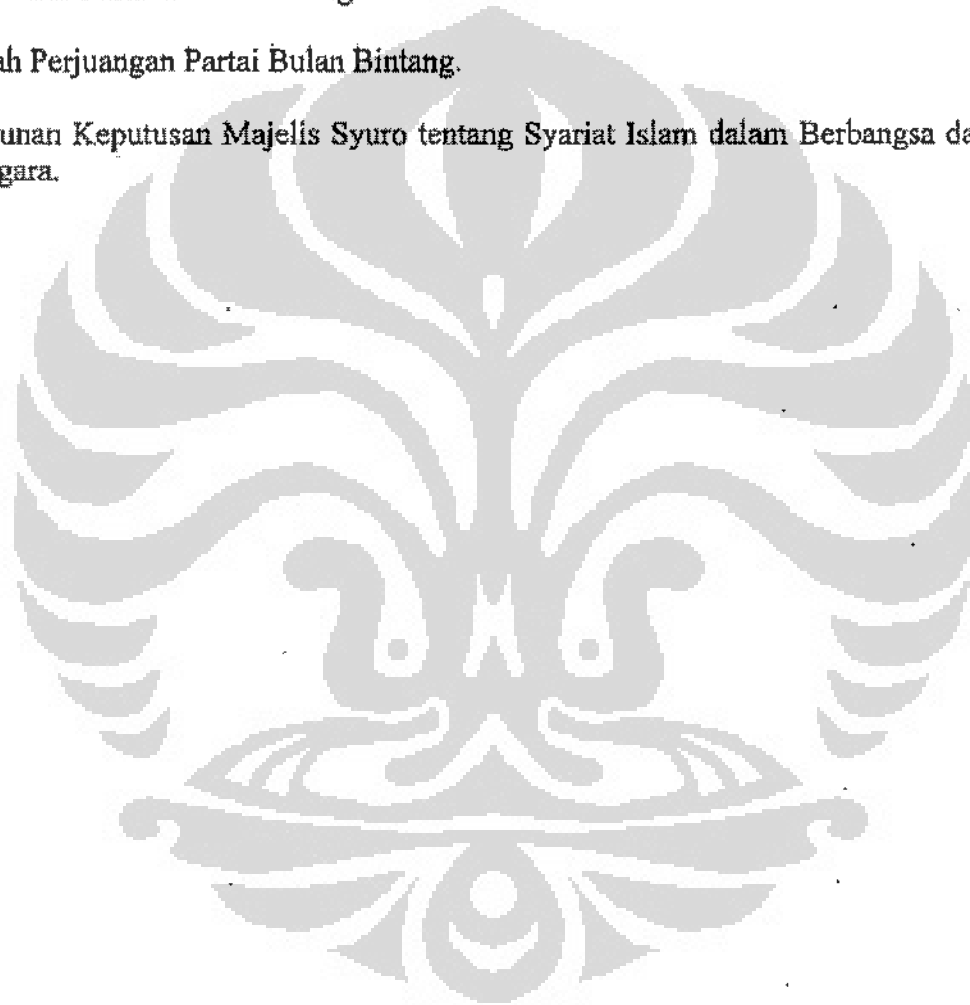 ah Perjuangan Partai Bulan Bintang.
unan Keputusan Majelis Syuro tentang Syariat Islam dalam Berbangsa da
gara.